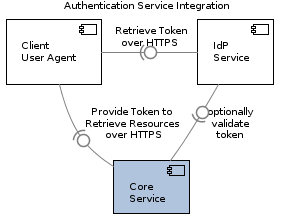 Authentication Service Integration
Client
User Agent
Retrieve Token
over HTTPS
IdP
Service
Provide Token to
Retrieve Resources
over HTTPS
optionally
validate
token
Core
Service